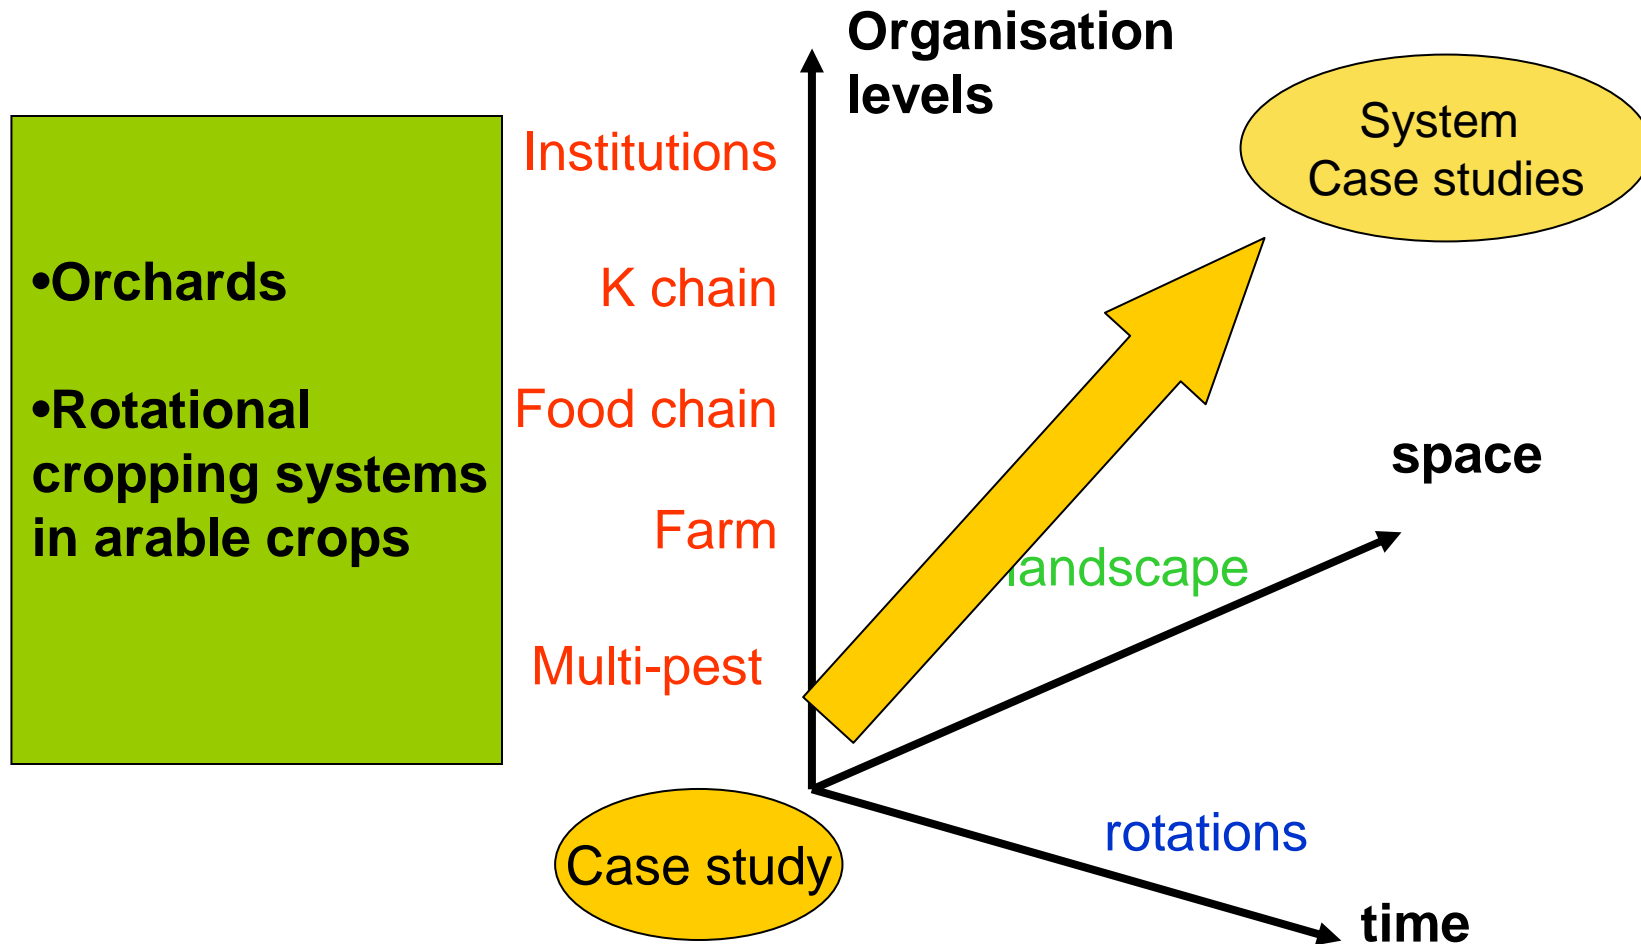 Organisation
levels
System
Case studies
Institutions
•Orchards
K chain
•Rotational
cropping systems
in arable crops
Food chain
space
Farm
landscape
Multi-pest
rotations
Case study
time